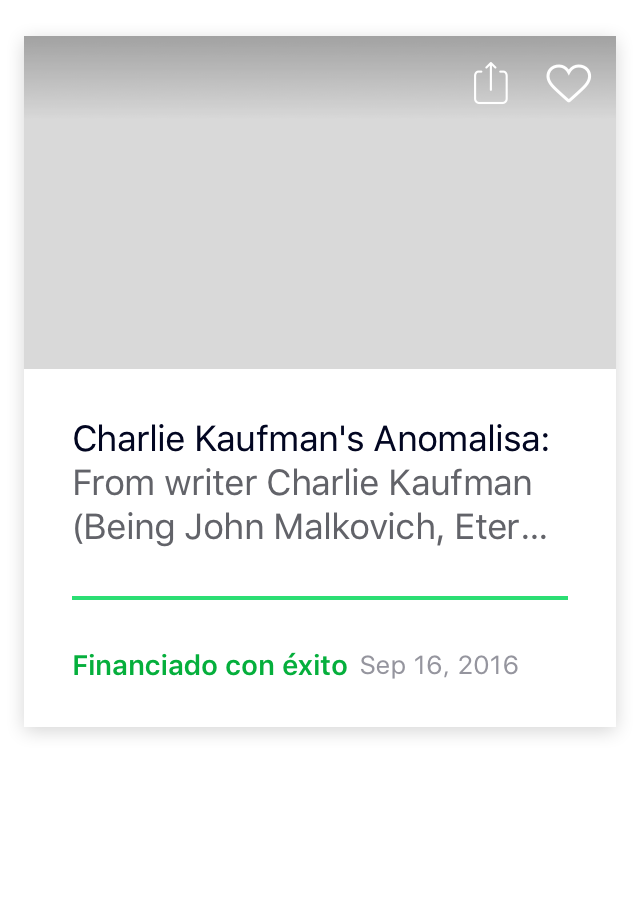 Charlie Kaufman's Anomalisa:
From writer Charlie Kaufman
(Being John Malkovich, Eter...
Financiado con éxito Sep 16, 2016